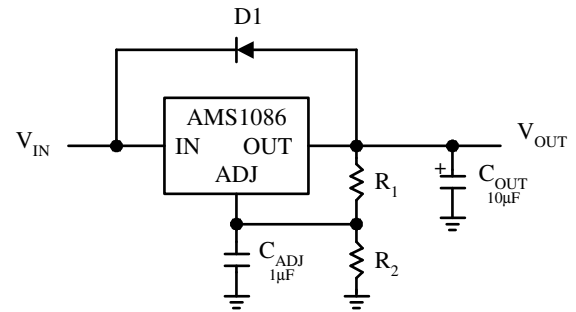 D1
AMS1086
V_IN
IN OUT
V_OUT
ADJ
+
R_1
C_OUT
10µF
C_ADJ
1µF
R_2